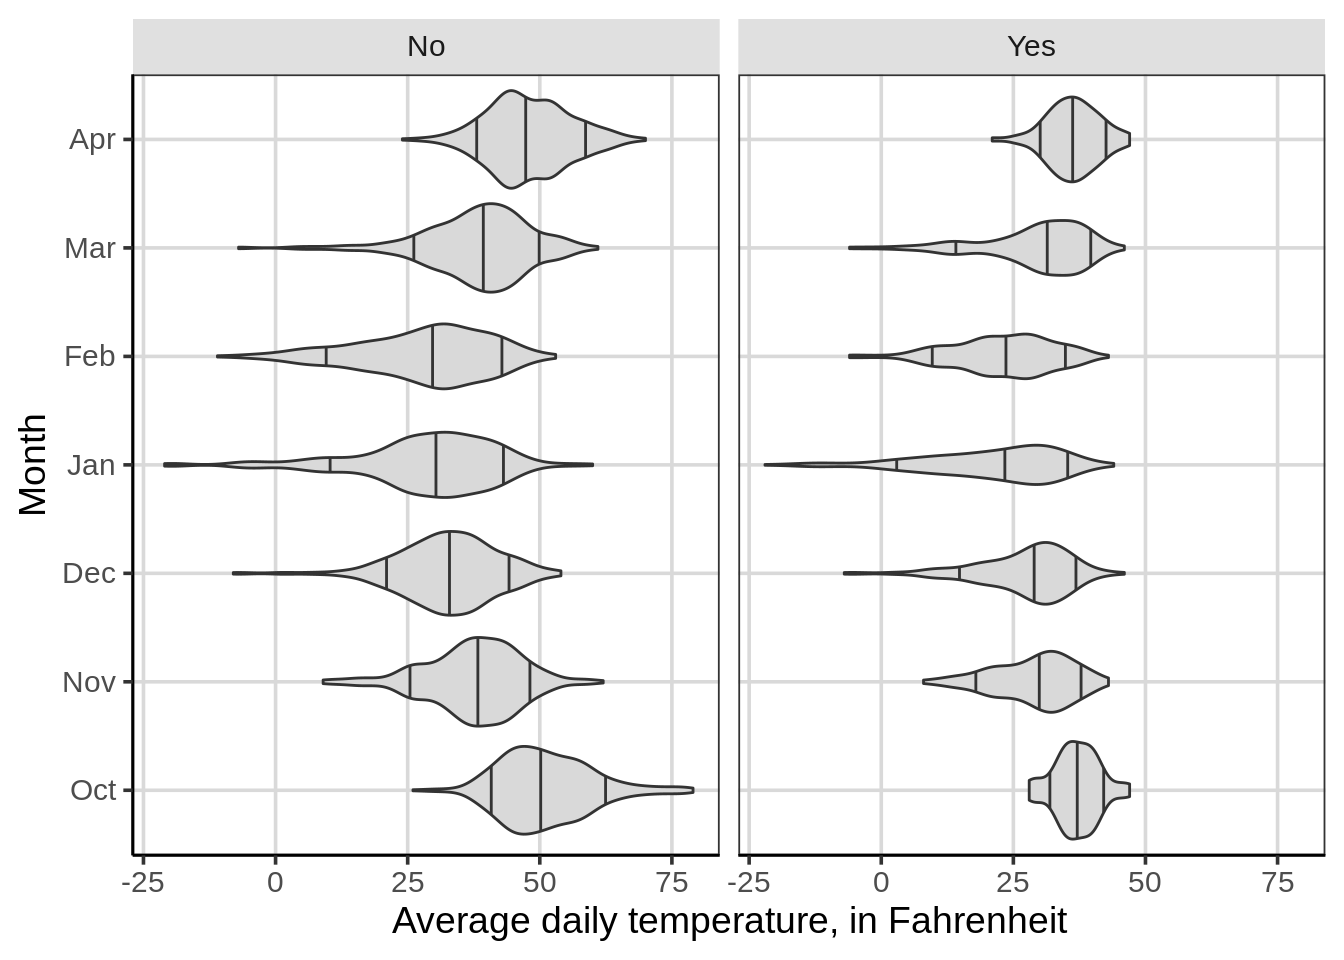 No
Yes
Apr
Mar
Feb
Jan
Dec
Nov
Oct
Month
-25 0 25 50 75 -25 0 25 50 75
Average daily temperature, in Fahrenheit